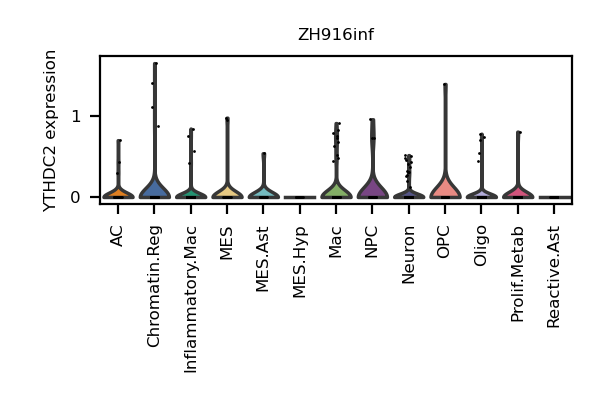 ZH916inf
YTHDC2 expression
1
0
AC
Chromatin.Reg
Inflammatory.Mac
MES
MES.Ast
MES.Hyp
Mac
NPC
Neuron
OPC
Oligo
Prolif.Metab
Reactive.Ast